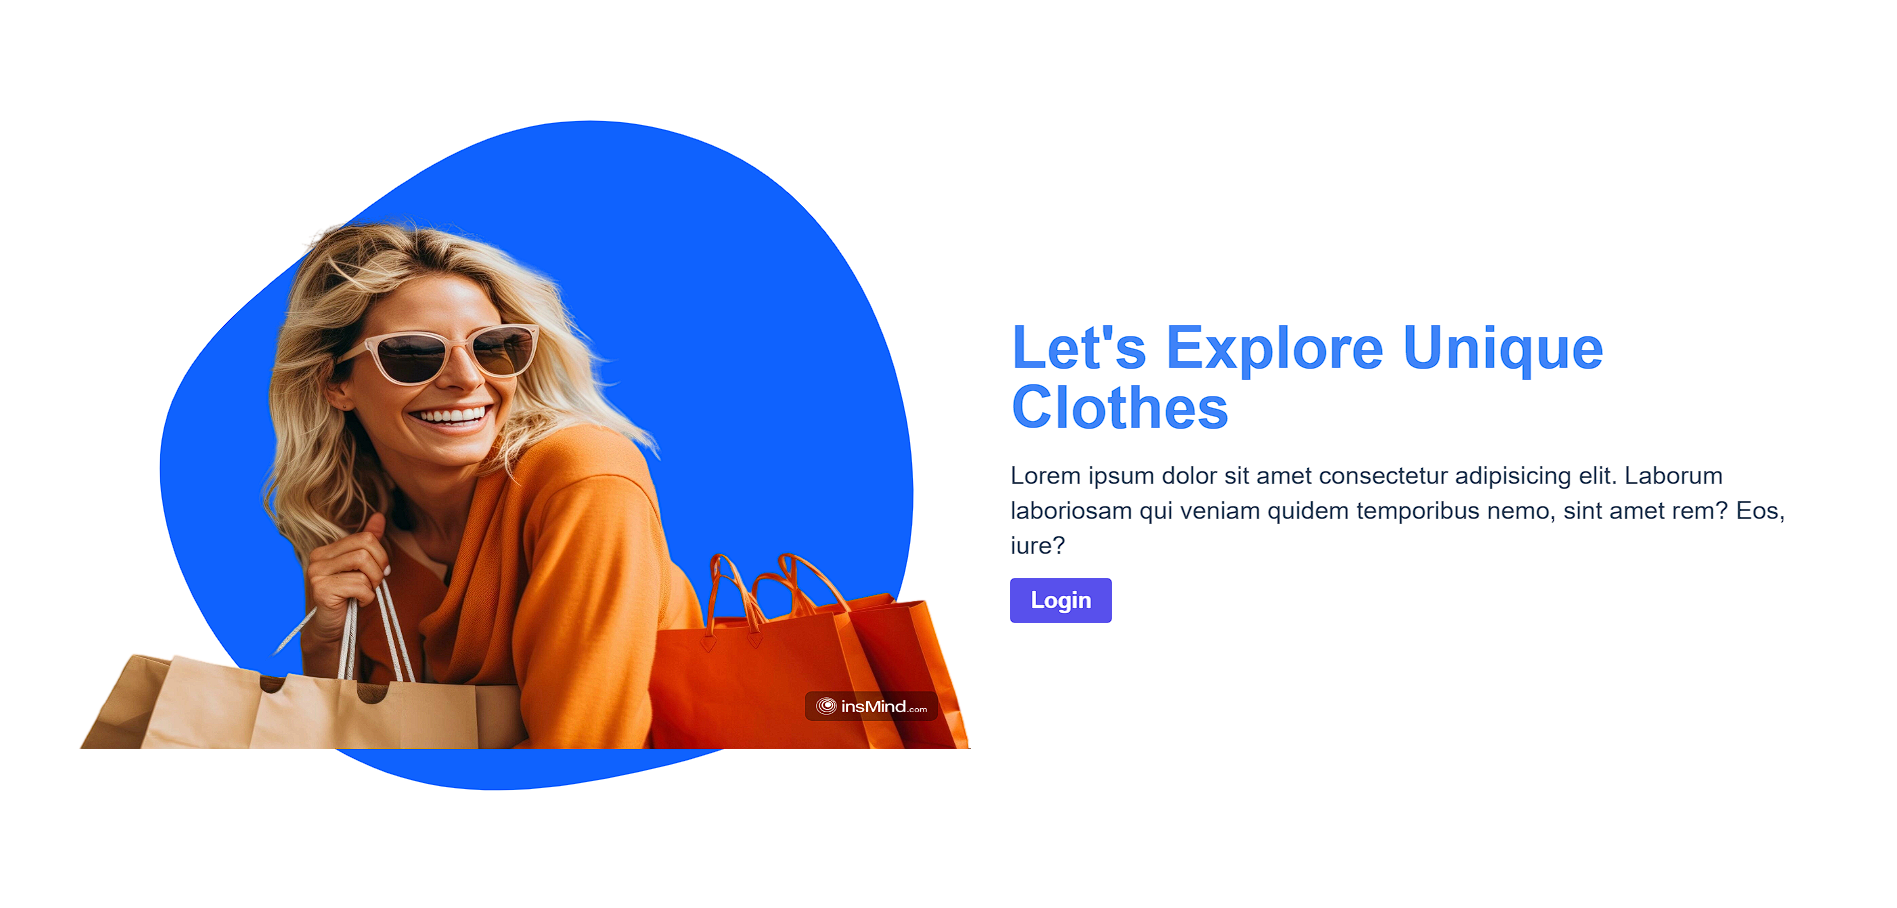 Let's Explore Unique
Clothes
Lorem ipsum dolor sit amet consectetur adipisicing elit. Laborum
laboriosam qui veniam quidem temporibus nemo, sint amet rem? Eos,
iure?
Login
insMind.com